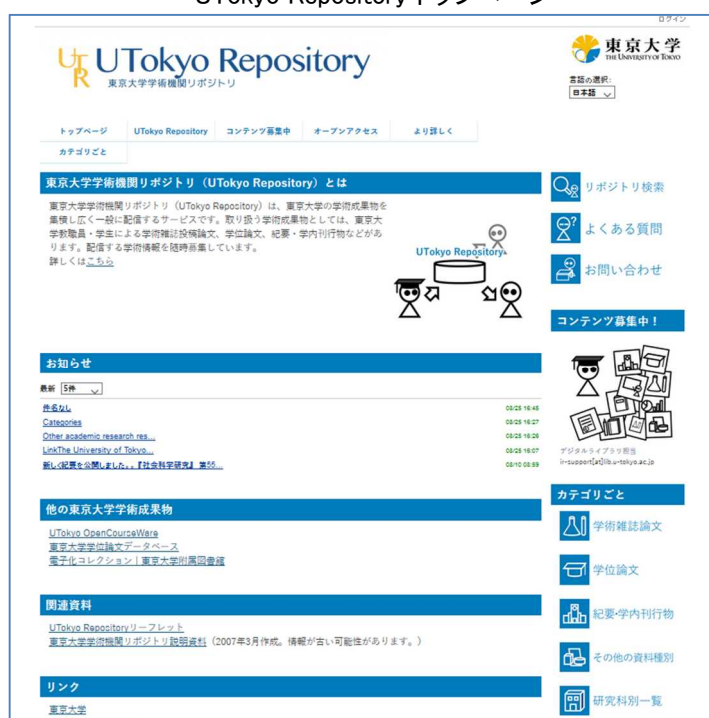 UTokyo Repositoryトップページ
ログイン
UTR UTokyo Repository
東京大学学術機関リポジトリ
東京大学
THE UNIVERSITY OF TOKYO
言語の選択:
日本語
トップページ UTokyo Repository コンテンツ募集中 オープンアクセス より詳しく
カテゴリごと
東京大学学術機関リポジトリ（UTokyo Repository）とは
東京大学学術機関リポジトリ（UTokyo Repository）は、東京大学の学術成果物を
集積し広く一般に配信するサービスです。取り扱う学術成果物としては、東京大
学教職員・学生による学術雑誌投稿論文、学位論文、紀要・学内刊行物などがあ
ります。配信する学術情報を随時募集しています。
詳しくはこちら
UTokyo Repository
リポジトリ検索
よくある質問
お問い合わせ
お知らせ
最新 5件
件名なし 08/25 16:45
Categories 08/25 16:27
Other academic research res... 08/25 16:26
LinkThe University of Tokyo... 08/25 16:07
新しく紀要を公開しました。。『社会科学研究』 第55... 08/10 08:59
コンテンツ募集中！
デジタルライブラリ担当
ir-support[at]lib.u-tokyo.ac.jp
他の東京大学学術成果物
UTokyo OpenCourseWare
東京大学学位論文データベース
電子化コレクション | 東京大学附属図書館
関連資料
UTokyo Repositoryリーフレット
東京大学学術機関リポジトリ説明資料（2007年3月作成。情報が古い可能性があります。）
リンク
東京大学
カテゴリごと
学術雑誌論文
学位論文
紀要・学内刊行物
その他の資料種別
研究科別一覧